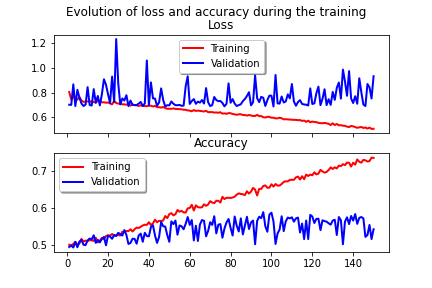 Evolution of loss and accuracy during the training
Loss
1.2
1.0
0.8
0.6
Training
Validation
Accuracy
0.7
0.6
0.5
Training
Validation
0 20 40 60 80 100 120 140